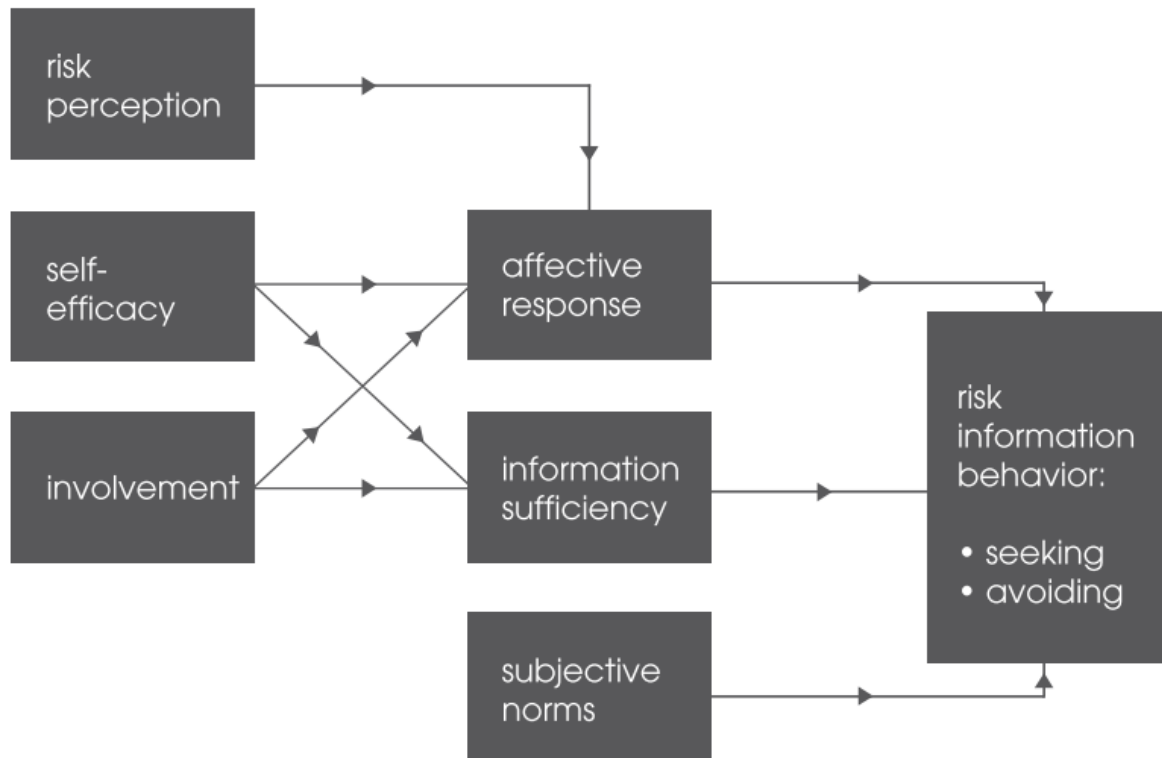 risk
perception
self-
efficacy
involvement
affective
response
information
sufficiency
subjective
norms
risk
information
behavior:
• seeking
• avoiding